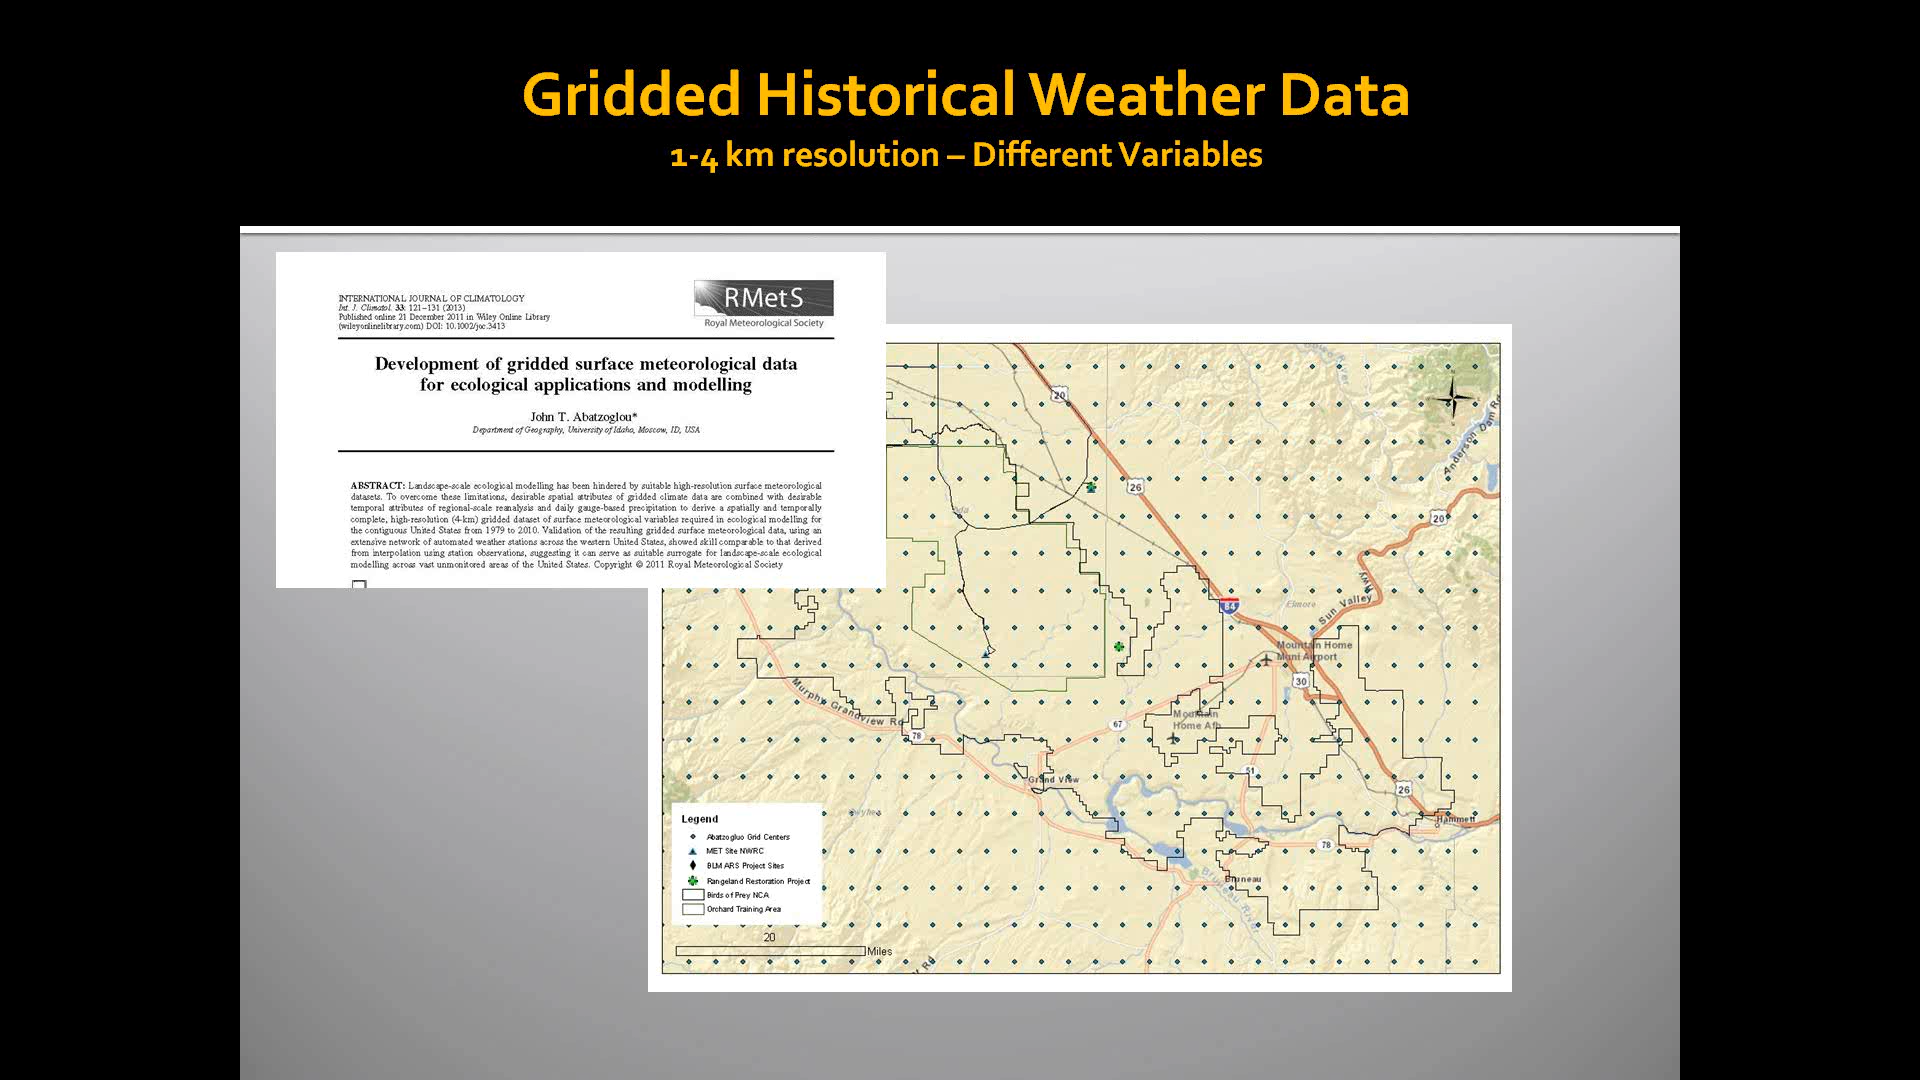 Gridded Historical Weather Data
1-4 km resolution – Different Variables
INTERNATIONAL JOURNAL OF CLIMATOLOGY
Int. J. Climatol. 33: 121–131 (2013)
Published online 21 December 2011 in Wiley Online Library
(wileyonlinelibrary.com) DOI: 10.1002/joc.3413
RMetS
Royal Meteorological Society
Development of gridded surface meteorological data
for ecological applications and modelling
John T. Abatzoglou*
Department of Geography, University of Idaho, Moscow, ID, USA
ABSTRACT: Landscape-scale ecological modelling has been hindered by suitable high-resolution surface meteorological
datasets. To overcome these limitations, desirable spatial attributes of gridded climate data are combined with desirable
temporal attributes of regional-scale reanalysis and daily gauge-based precipitation to derive a spatially and temporally
complete, high-resolution (4-km) gridded dataset of surface meteorological variables required in ecological modelling for
the contiguous United States from 1979 to 2010. Validation of the resulting gridded surface meteorological data, using an
extensive network of automated weather stations across the western United States, showed skill comparable to that derived
from interpolation using station observations, suggesting it can serve as suitable surrogate for landscape-scale ecological
modelling across vast unmonitored areas of the United States. Copyright © 2011 Royal Meteorological Society
20
Anderson Dam Rd
26
20
Ada
Hwy
Sun Valley
84
Elmore
Mountain Home
Muni Airport
30
Murphy Grandview Rd
Mountain
Home Afb
67
78
51
Grand View
26
Hammett
78
Bruneau
Bruneau River
Legend
Abatzogluo Grid Centers
MET Site NWRC
BLM ARS Project Sites
Rangeland Restoration Project
Birds of Prey NCA
Orchard Training Area
20
Miles
Rd